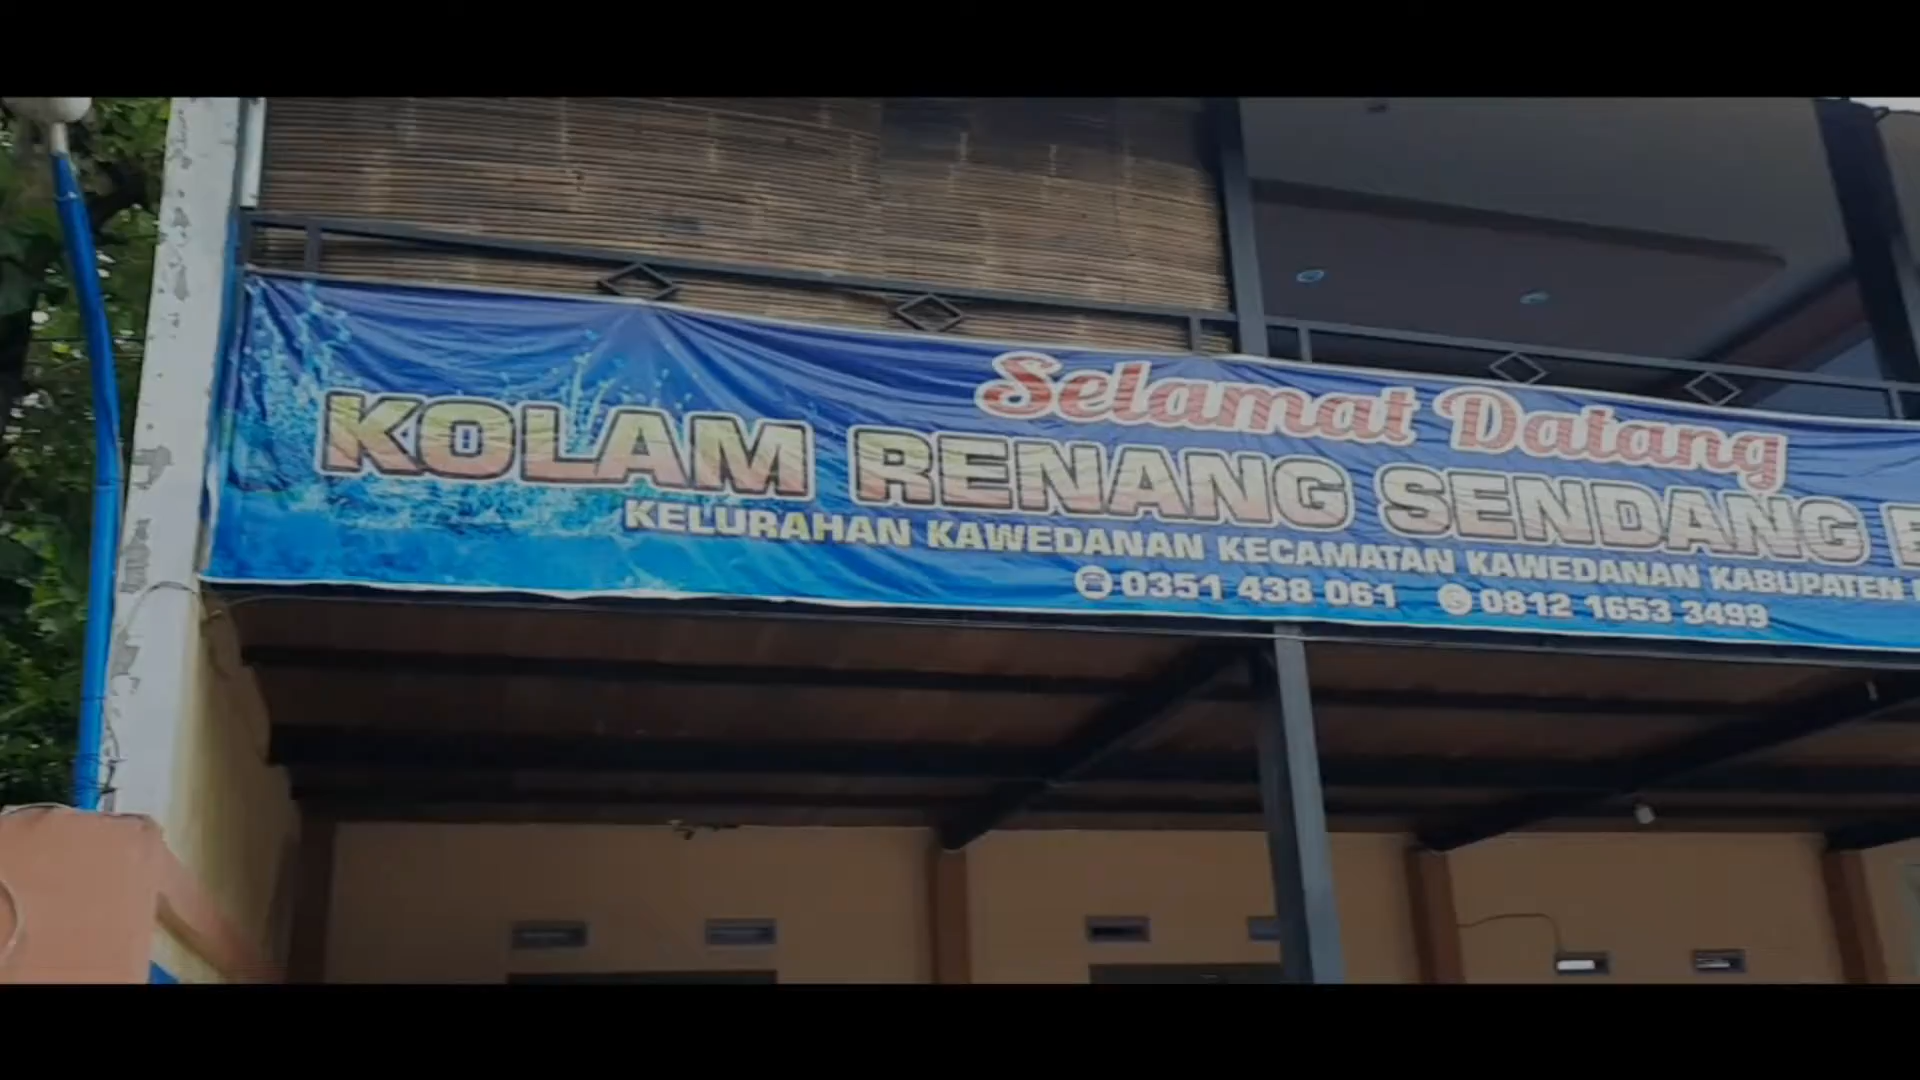 Selamat Datang
KOLAM RENANG SENDANG
KELURAHAN KAWEDANAN KECAMATAN KAWEDANAN KABUPATEN
0351 438 061 0812 1653 3499